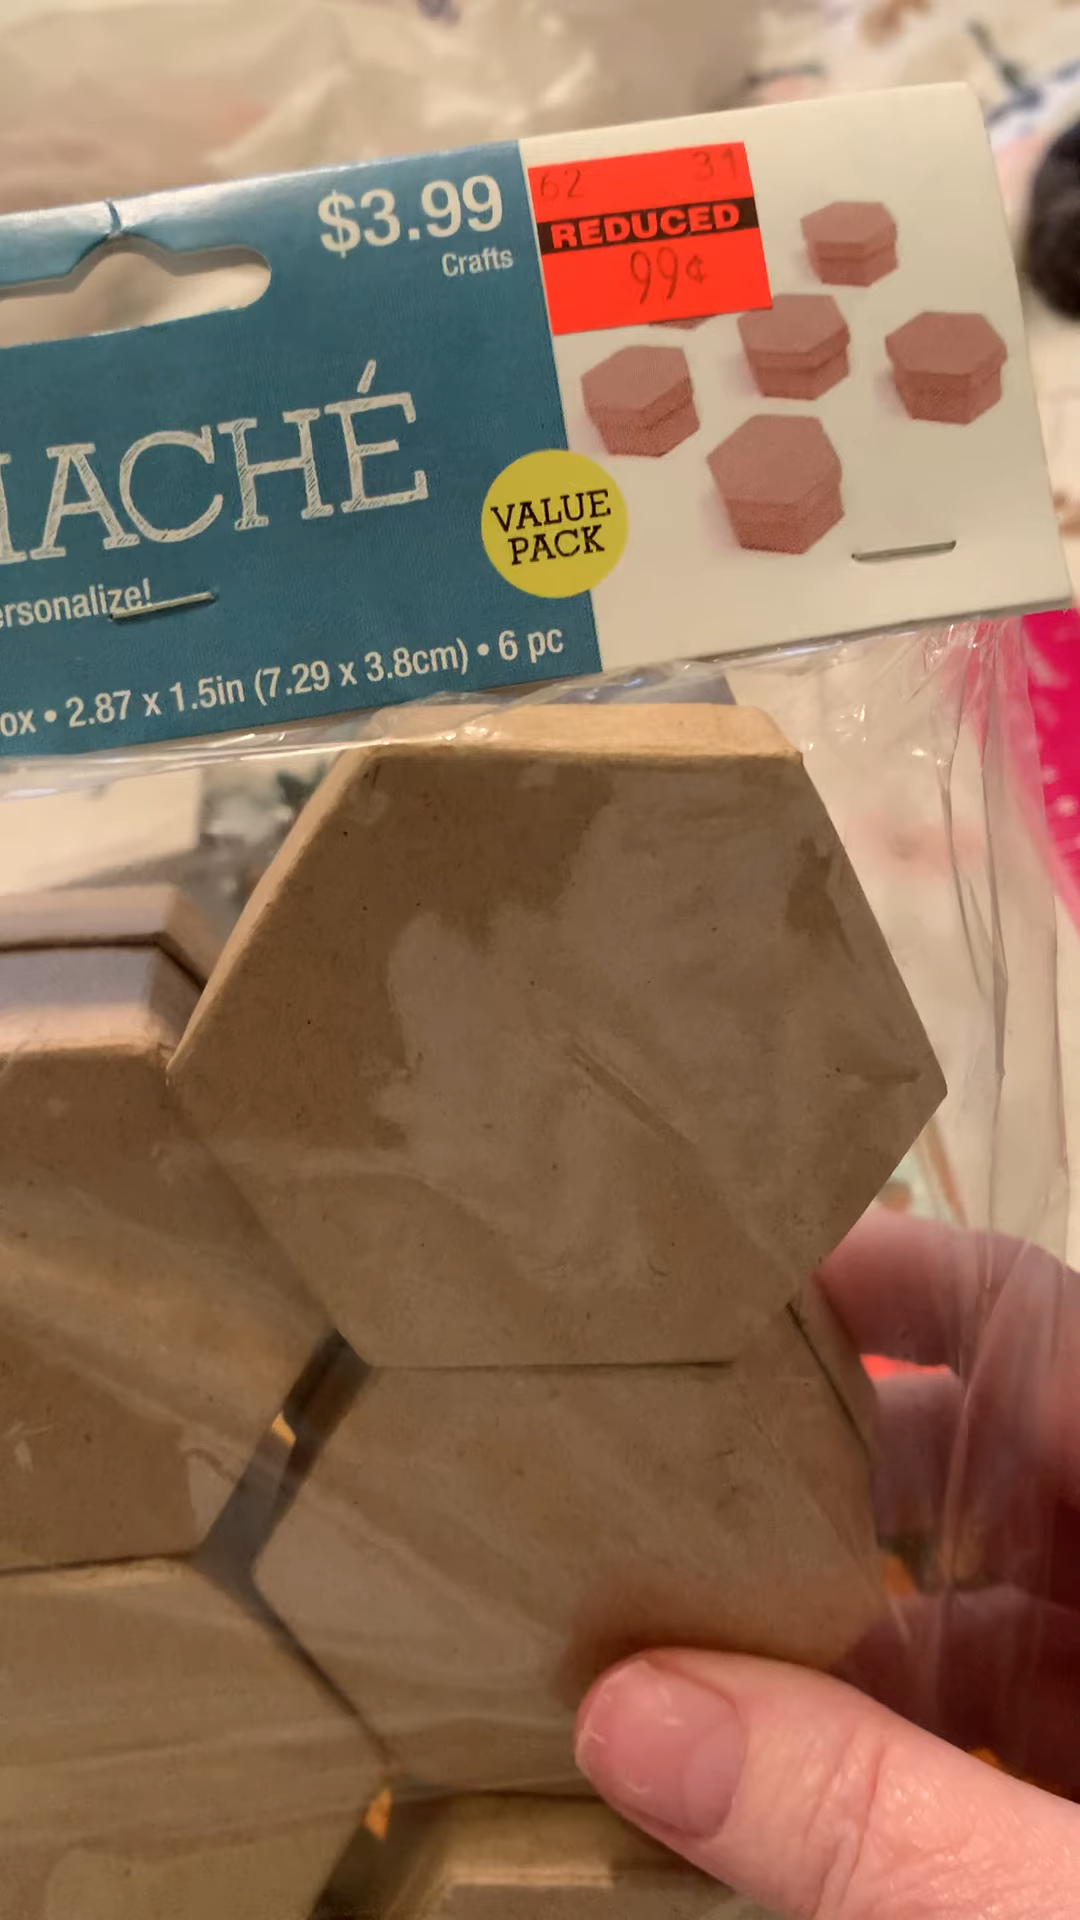 $3.99
Crafts
62 31
REDUCED
99¢
ACHÉ
VALUE
PACK
ersonalize!
ox • 2.87 x 1.5in (7.29 x 3.8cm) • 6 pc